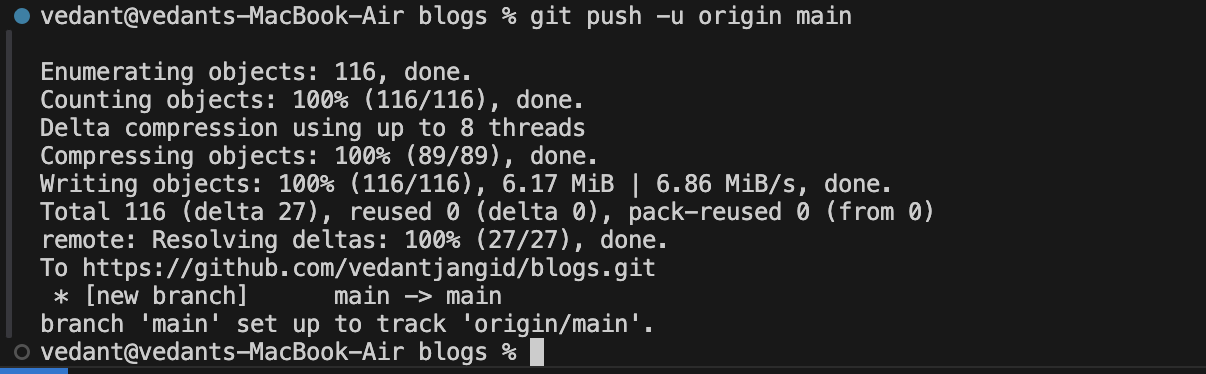 vedant@vedants-MacBook-Air blogs % git push -u origin main
Enumerating objects: 116, done.
Counting objects: 100% (116/116), done.
Delta compression using up to 8 threads
Compressing objects: 100% (89/89), done.
Writing objects: 100% (116/116), 6.17 MiB | 6.86 MiB/s, done.
Total 116 (delta 27), reused 0 (delta 0), pack-reused 0 (from 0)
remote: Resolving deltas: 100% (27/27), done.
To https://github.com/vedantjangid/blogs.git
 * [new branch]      main -> main
branch 'main' set up to track 'origin/main'.
vedant@vedants-MacBook-Air blogs %